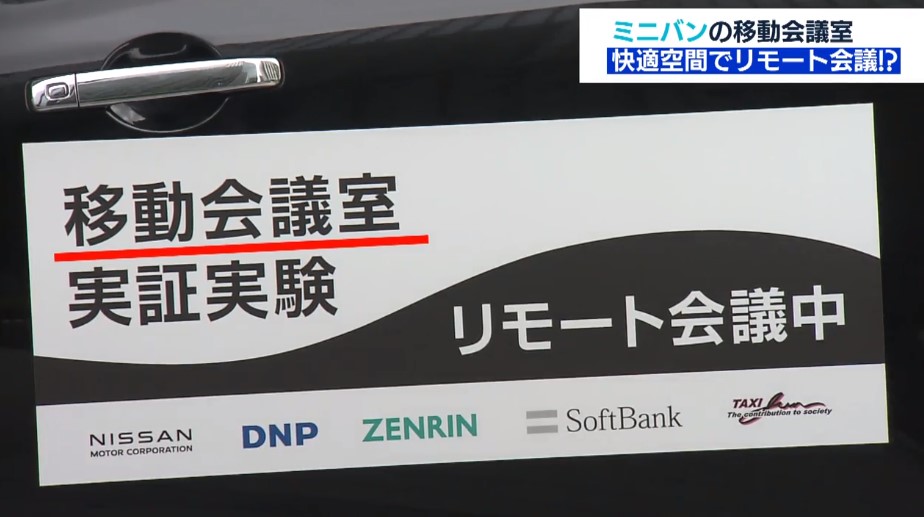 ミニバンの移動会議室
快適空間でリモート会議!?
移動会議室
実証実験
リモート会議中
NISSAN
MOTOR CORPORATION
DNP
ZENRIN
SoftBank
TAXI
The contribution to society